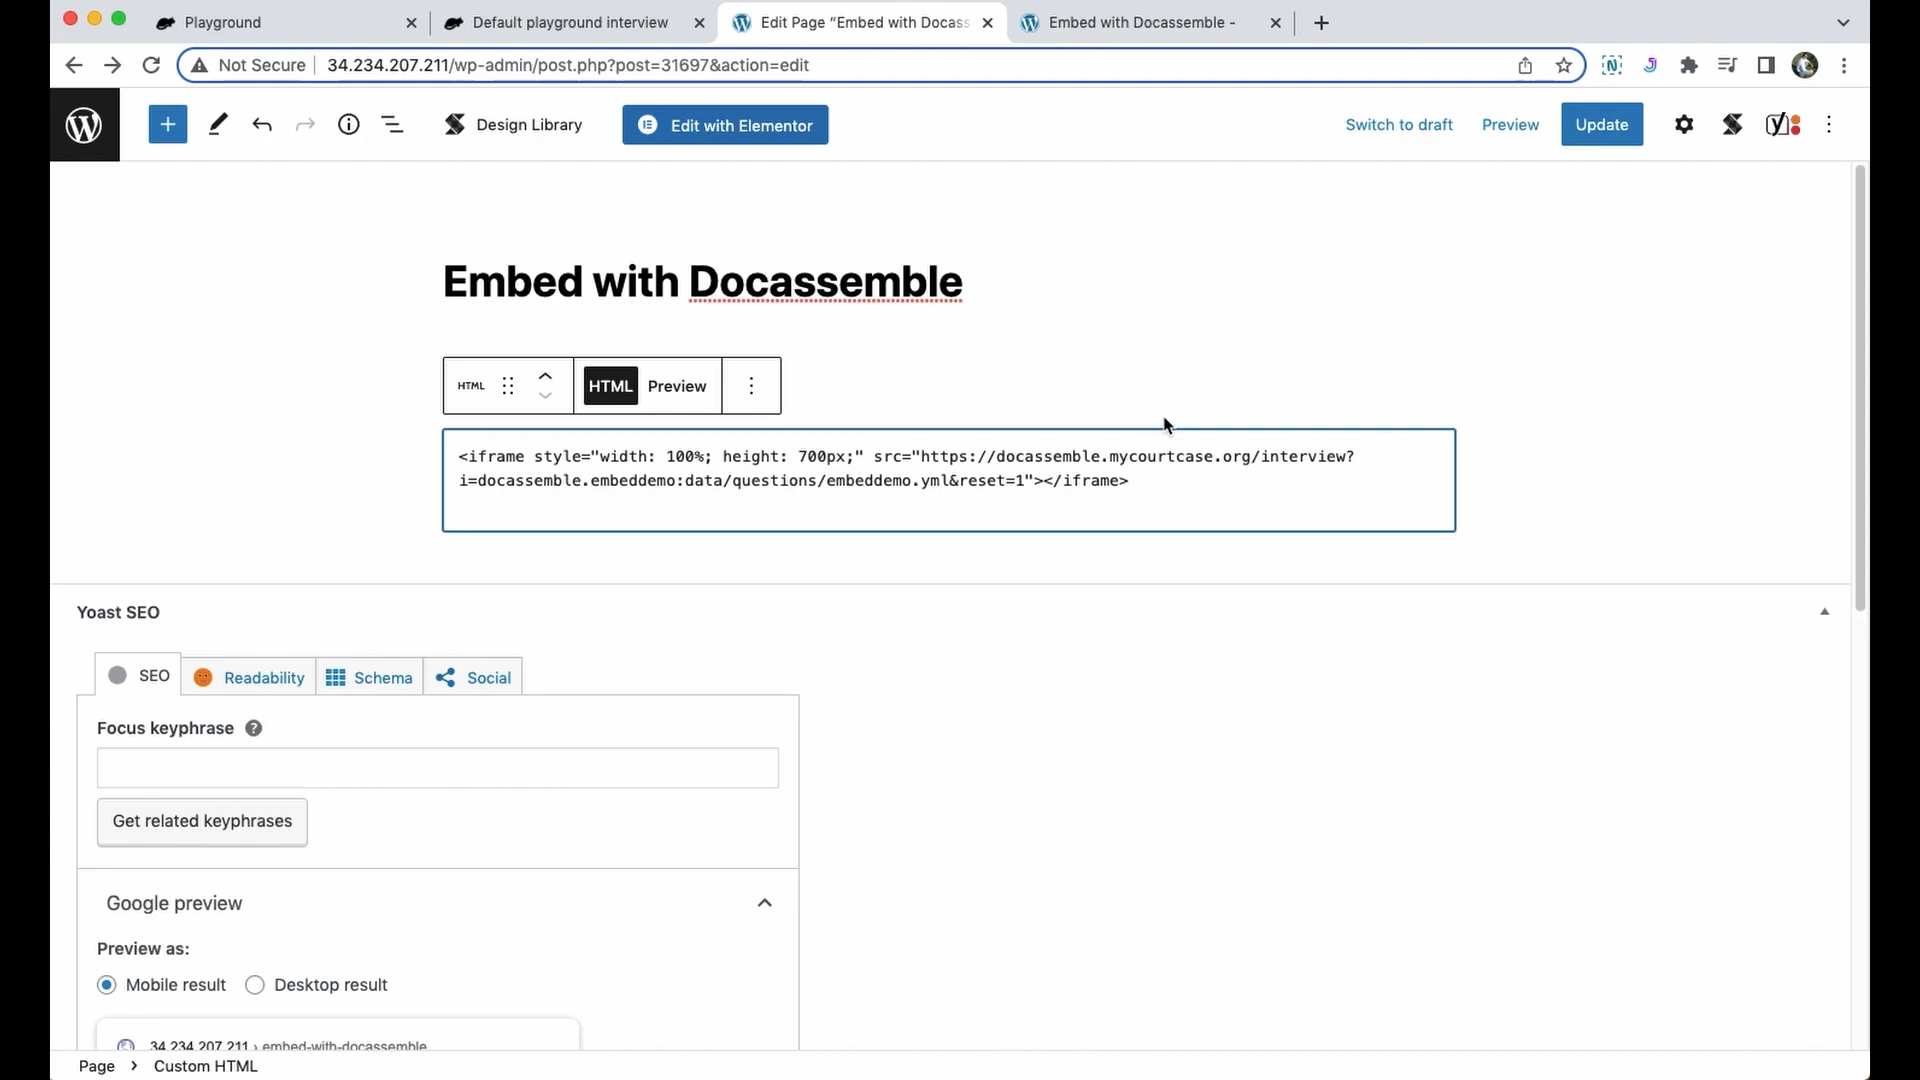 Playground
Default playground interview
Edit Page “Embed with Docass
Embed with Docassemble -
Not Secure
34.234.207.211/wp-admin/post.php?post=31697&action=edit
Design Library
Edit with Elementor
Switch to draft
Preview
Update
Embed with Docassemble
HTML
HTML
Preview
<iframe style="width: 100%; height: 700px;" src="https://docassemble.mycourtcase.org/interview?
i=docassemble.embeddemo:data/questions/embeddemo.yml&reset=1"></iframe>
Yoast SEO
SEO
Readability
Schema
Social
Focus keyphrase
Get related keyphrases
Google preview
Preview as:
Mobile result
Desktop result
34.234.207.211 › embed-with-docassemble
Page › Custom HTML